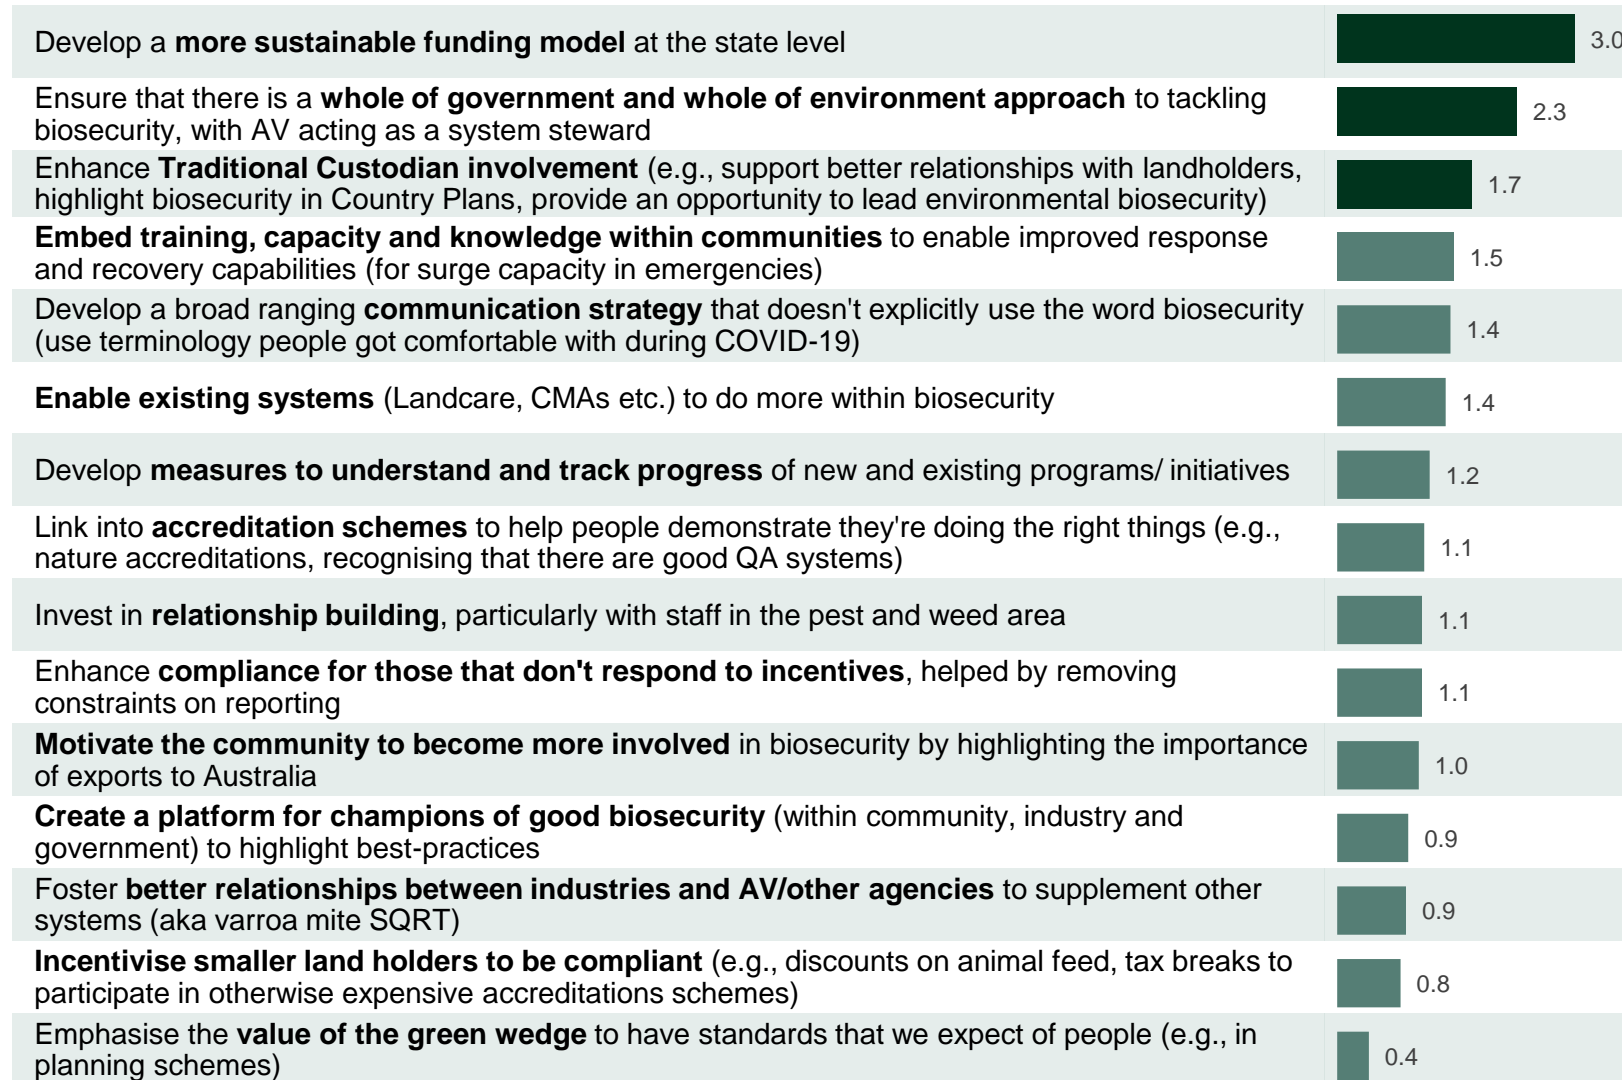 Develop a more sustainable funding model at the state level
3.0
Ensure that there is a whole of government and whole of environment approach to tackling
biosecurity, with AV acting as a system steward
2.3
Enhance Traditional Custodian involvement (e.g., support better relationships with landholders,
highlight biosecurity in Country Plans, provide an opportunity to lead environmental biosecurity)
1.7
Embed training, capacity and knowledge within communities to enable improved response
and recovery capabilities (for surge capacity in emergencies)
1.5
Develop a broad ranging communication strategy that doesn't explicitly use the word biosecurity
(use terminology people got comfortable with during COVID-19)
1.4
Enable existing systems (Landcare, CMAs etc.) to do more within biosecurity
1.4
Develop measures to understand and track progress of new and existing programs/ initiatives
1.2
Link into accreditation schemes to help people demonstrate they're doing the right things (e.g.,
nature accreditations, recognising that there are good QA systems)
1.1
Invest in relationship building, particularly with staff in the pest and weed area
1.1
Enhance compliance for those that don't respond to incentives, helped by removing
constraints on reporting
1.1
Motivate the community to become more involved in biosecurity by highlighting the importance
of exports to Australia
1.0
Create a platform for champions of good biosecurity (within community, industry and
government) to highlight best-practices
0.9
Foster better relationships between industries and AV/other agencies to supplement other
systems (aka varroa mite SQRT)
0.9
Incentivise smaller land holders to be compliant (e.g., discounts on animal feed, tax breaks to
participate in otherwise expensive accreditations schemes)
0.8
Emphasise the value of the green wedge to have standards that we expect of people (e.g., in
planning schemes)
0.4